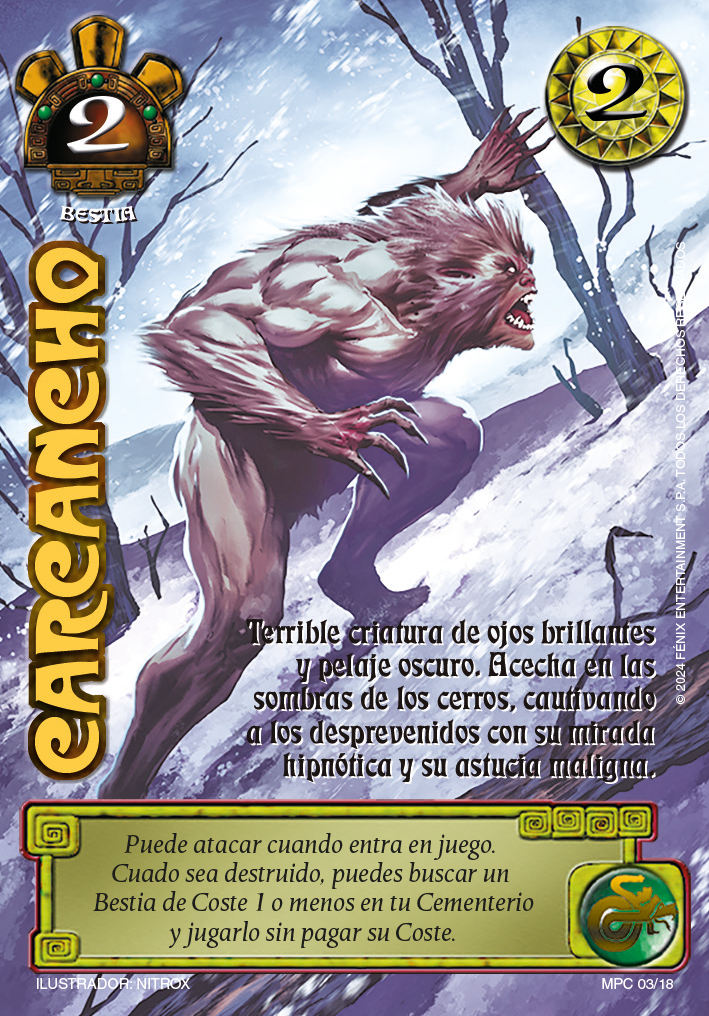 2
2
BESTIA
CARCANCHO
Terrible criatura de ojos brillantes
y pelaje oscuro. Acecha en las
sombras de los cerros, cautivando
a los desprevenidos con su mirada
hipnótica y su astucia maligna.
© 2024 FÉNIX ENTERTAINMENT S.P.A. TODOS LOS DERECHOS RESERVADOS
Puede atacar cuando entra en juego.
Cuado sea destruido, puedes buscar un
Bestia de Coste 1 o menos en tu Cementerio
y jugarlo sin pagar su Coste.
ILUSTRADOR: NITROX
MPC 03/18